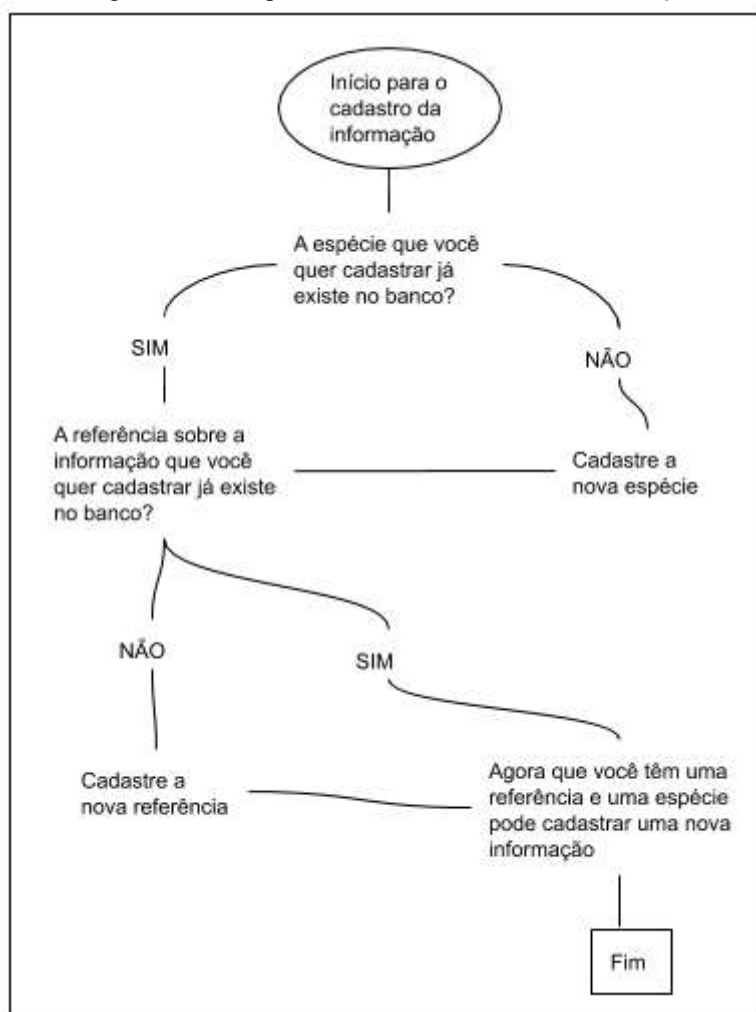 Início para o
cadastro da
informação
A espécie que você
quer cadastrar já
existe no banco?
SIM
NÃO
A referência sobre a
informação que você
quer cadastrar já existe
no banco?
Cadastre a
nova espécie
NÃO
SIM
Cadastre a
nova referência
Agora que você têm uma
referência e uma espécie
pode cadastrar uma nova
informação
Fim